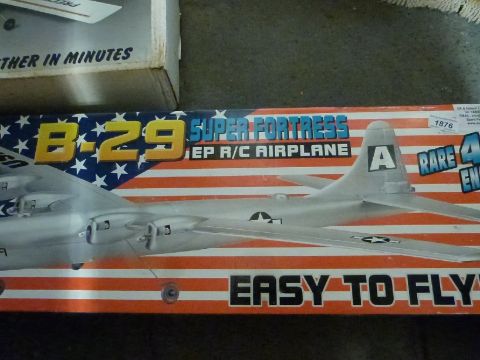 THER IN MINUTES
B-29
SUPER FORTRESS
EP R/C AIRPLANE
A
1876
RARE 4
EN
EASY TO FLY